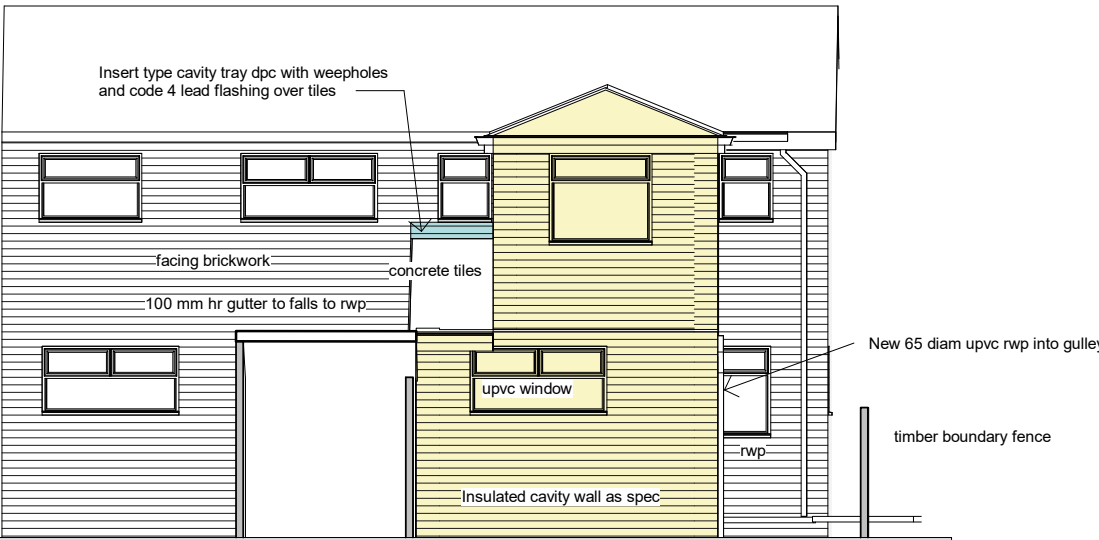 Insert type cavity tray dpc with weepholes
and code 4 lead flashing over tiles
facing brickwork
concrete tiles
100 mm hr gutter to falls to rwp
New 65 diam upvc rwp into gulley
upvc window
timber boundary fence
rwp
Insulated cavity wall as spec